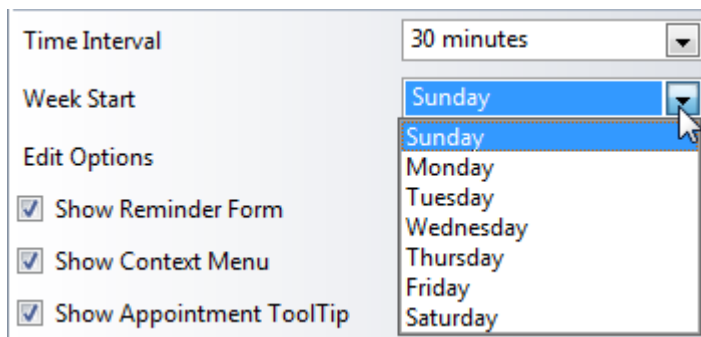 Time Interval 30 minutes
Week Start Sunday
Sunday
Monday
Edit Options
Tuesday
Wednesday
Show Reminder Form
Thursday
Show Context Menu
Friday
Show Appointment ToolTip
Saturday